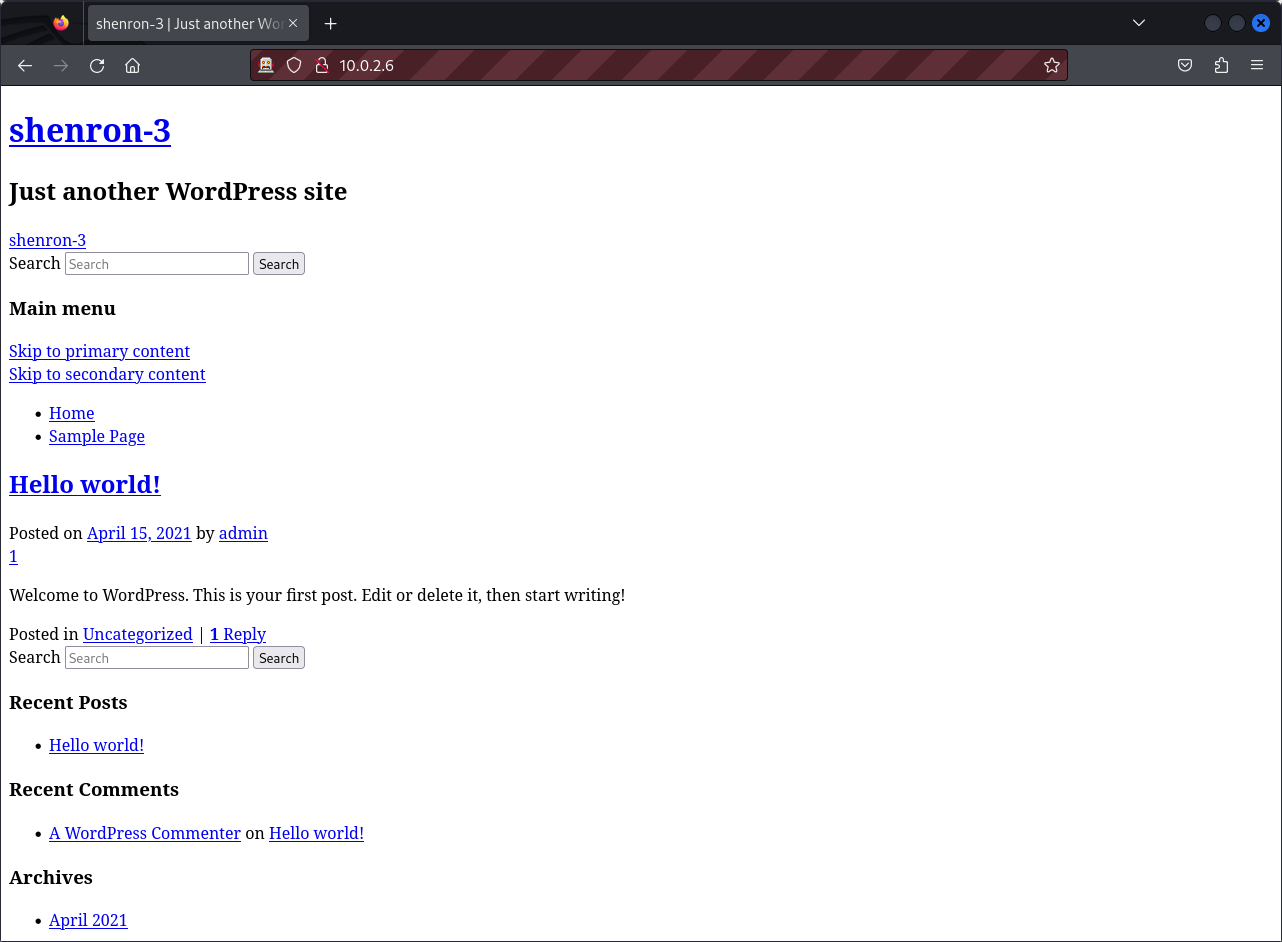 shenron-3 | Just another Wor
10.0.2.6
shenron-3
Just another WordPress site
shenron-3
Search Search Search
Main menu
Skip to primary content
Skip to secondary content
Home
Sample Page
Hello world!
Posted on April 15, 2021 by admin
1
Welcome to WordPress. This is your first post. Edit or delete it, then start writing!
Posted in Uncategorized | 1 Reply
Search Search Search
Recent Posts
Hello world!
Recent Comments
A WordPress Commenter on Hello world!
Archives
April 2021